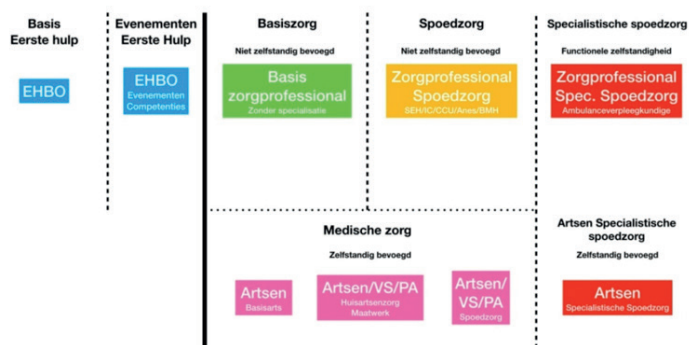 Basis
Eerste hulp
EHBO
Evenementen
Eerste Hulp
EHBO
Evenementen
Competenties
Basiszorg
Niet zelfstandig bevoegd
Basis
zorgprofessional
Zonder specialisatie
Spoedzorg
Niet zelfstandig bevoegd
Zorgprofessional
Spoedzorg
SEH/IC/CCU/Anes/BMH
Specialistische spoedzorg
Functionele zelfstandigheid
Zorgprofessional
Spec. Spoedzorg
Ambulanceverpleegkundige
Medische zorg
Zelfstandig bevoegd
Artsen
Basisarts
Artsen/VS/PA
Huisartsenzorg
Maatwerk
Artsen/
VS/PA
Spoedzorg
Artsen Specialistische
spoedzorg
Zelfstandig bevoegd
Artsen
Specialistische Spoedzorg